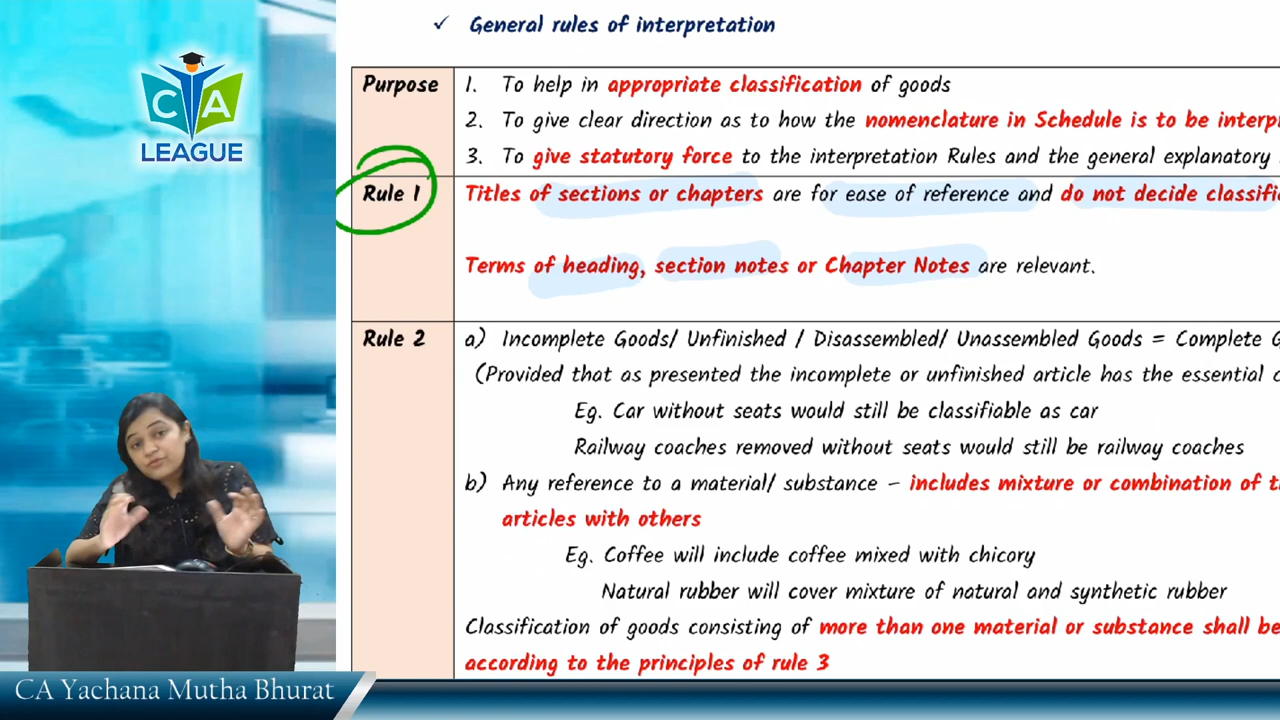 ✓ General rules of interpretation
CA
LEAGUE
Purpose
1. To help in appropriate classification of goods
2. To give clear direction as to how the nomenclature in Schedule is to be interp
3. To give statutory force to the interpretation Rules and the general explanatory
Rule 1
Titles of sections or chapters are for ease of reference and do not decide classifi
Terms of heading, section notes or Chapter Notes are relevant.
Rule 2
a) Incomplete Goods/ Unfinished / Disassembled/ Unassembled Goods = Complete G
(Provided that as presented the incomplete or unfinished article has the essential c
Eg. Car without seats would still be classifiable as car
Railway coaches removed without seats would still be railway coaches
b) Any reference to a material/ substance – includes mixture or combination of t
articles with others
Eg. Coffee will include coffee mixed with chicory
Natural rubber will cover mixture of natural and synthetic rubber
Classification of goods consisting of more than one material or substance shall be
according to the principles of rule 3
CA Yachana Mutha Bhurat